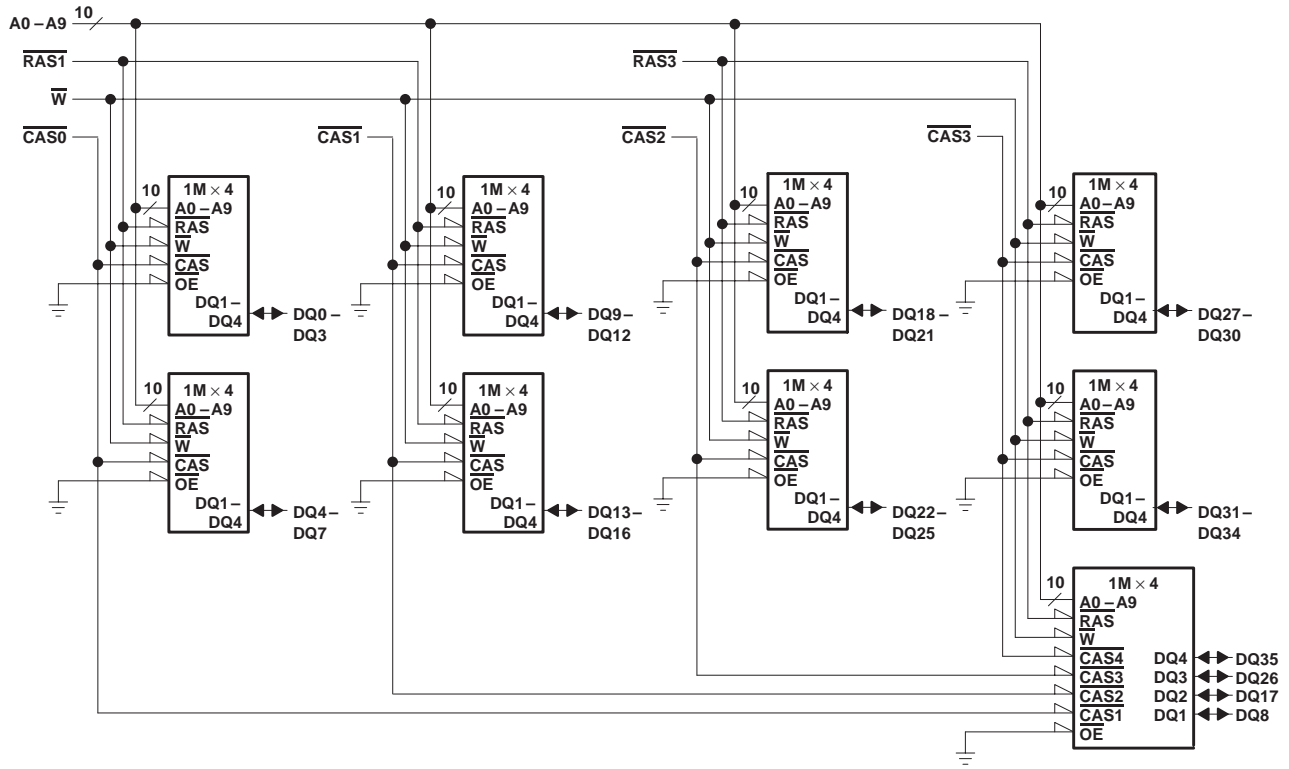 10
A0–A9
RAS1
RAS3
W
CAS0
CAS1
CAS2
CAS3
10
1M × 4
A0–A9
RAS
W
CAS
OE
DQ1–
DQ4
DQ0–
DQ3
10
1M × 4
A0–A9
RAS
W
CAS
OE
DQ1–
DQ4
DQ9–
DQ12
10
1M × 4
A0–A9
RAS
W
CAS
OE
DQ1–
DQ4
DQ18–
DQ21
10
1M × 4
A0–A9
RAS
W
CAS
OE
DQ1–
DQ4
DQ27–
DQ30
10
1M × 4
A0–A9
RAS
W
CAS
OE
DQ1–
DQ4
DQ4–
DQ7
10
1M × 4
A0–A9
RAS
W
CAS
OE
DQ1–
DQ4
DQ13–
DQ16
10
1M × 4
A0–A9
RAS
W
CAS
OE
DQ1–
DQ4
DQ22–
DQ25
10
1M × 4
A0–A9
RAS
W
CAS
OE
DQ1–
DQ4
DQ31–
DQ34
10
1M × 4
A0–A9
RAS
W
CAS4 DQ4 DQ35
CAS3 DQ3 DQ26
CAS2 DQ2 DQ17
CAS1 DQ1 DQ8
OE